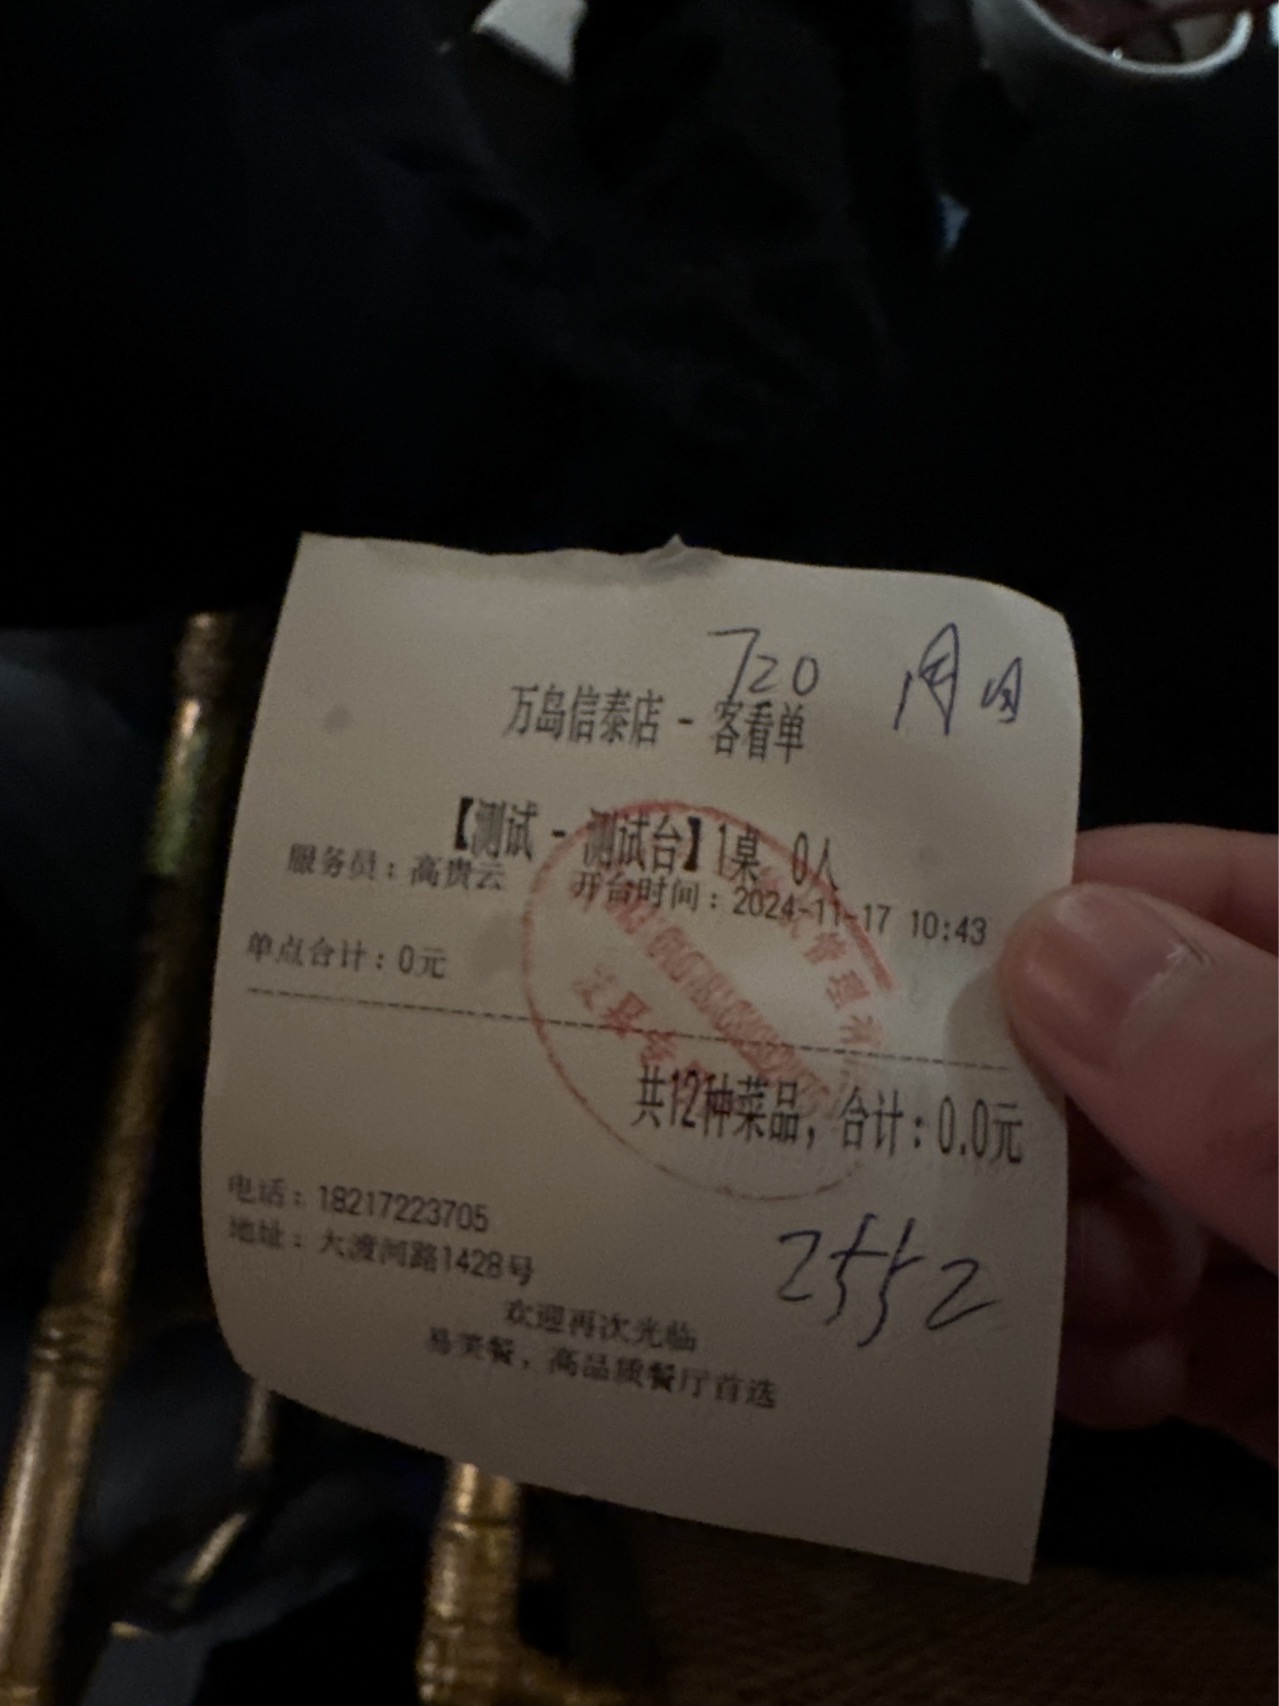 720 周日
万岛信泰店 - 客看单
【测试 - 测试台】1桌 0人
服务员：高贵云 开台时间：2024-11-17 10:43
单点合计：0元
共12种菜品，合计：0.0元
电话：18217223705
地址：大渡河路1428号
2552
欢迎再次光临
易美餐，高品质餐厅首选